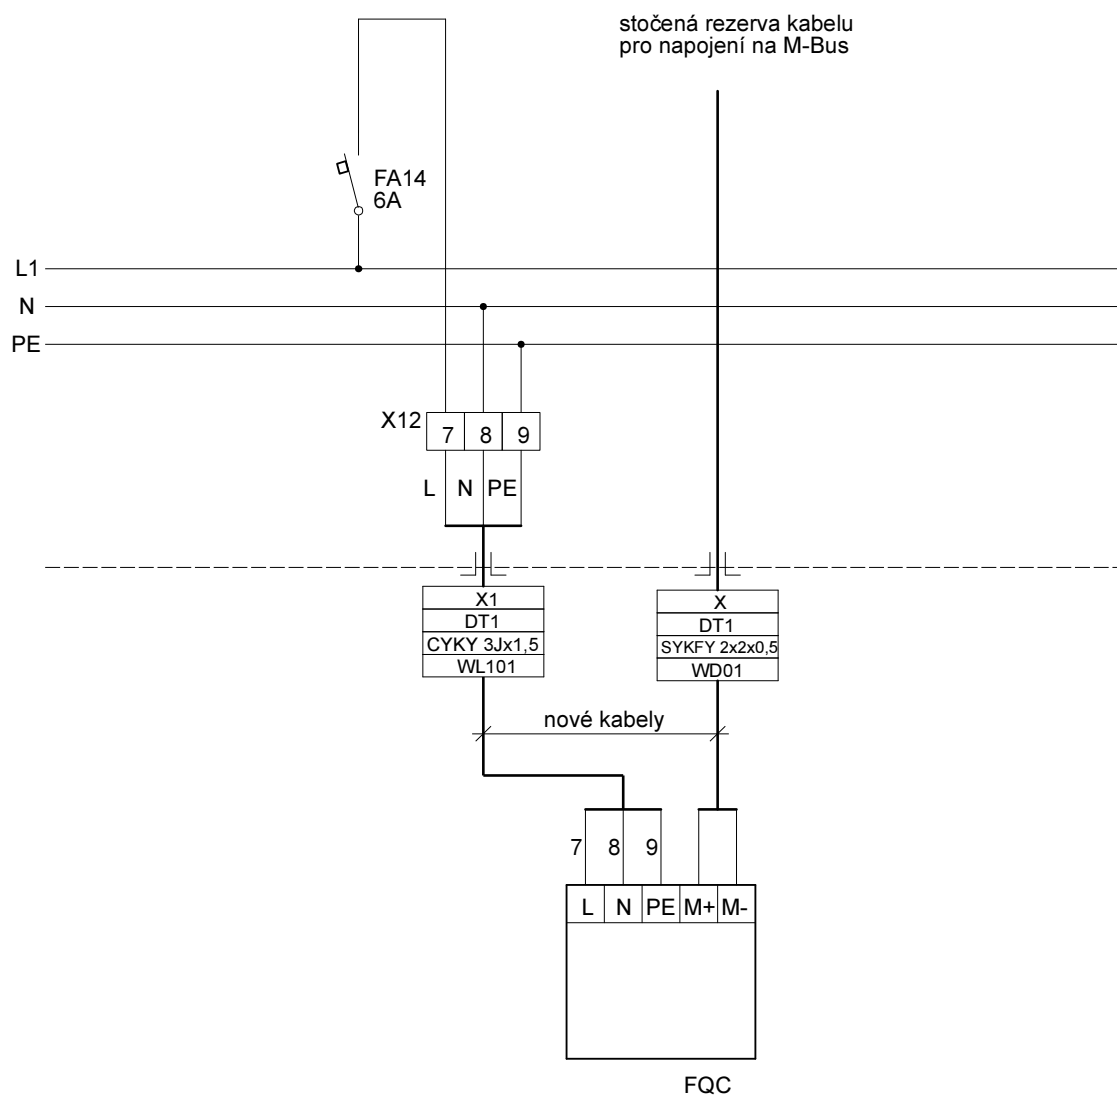 stočená rezerva kabelu
pro napojení na M-Bus
FA14
6A
L1
N
PE
X12
7 8 9
L N PE
X1
DT1
CYKY 3Jx1,5
WL101
X
DT1
SYKFY 2x2x0,5
WD01
nové kabely
7 8 9
L N PE M+ M-
FQC